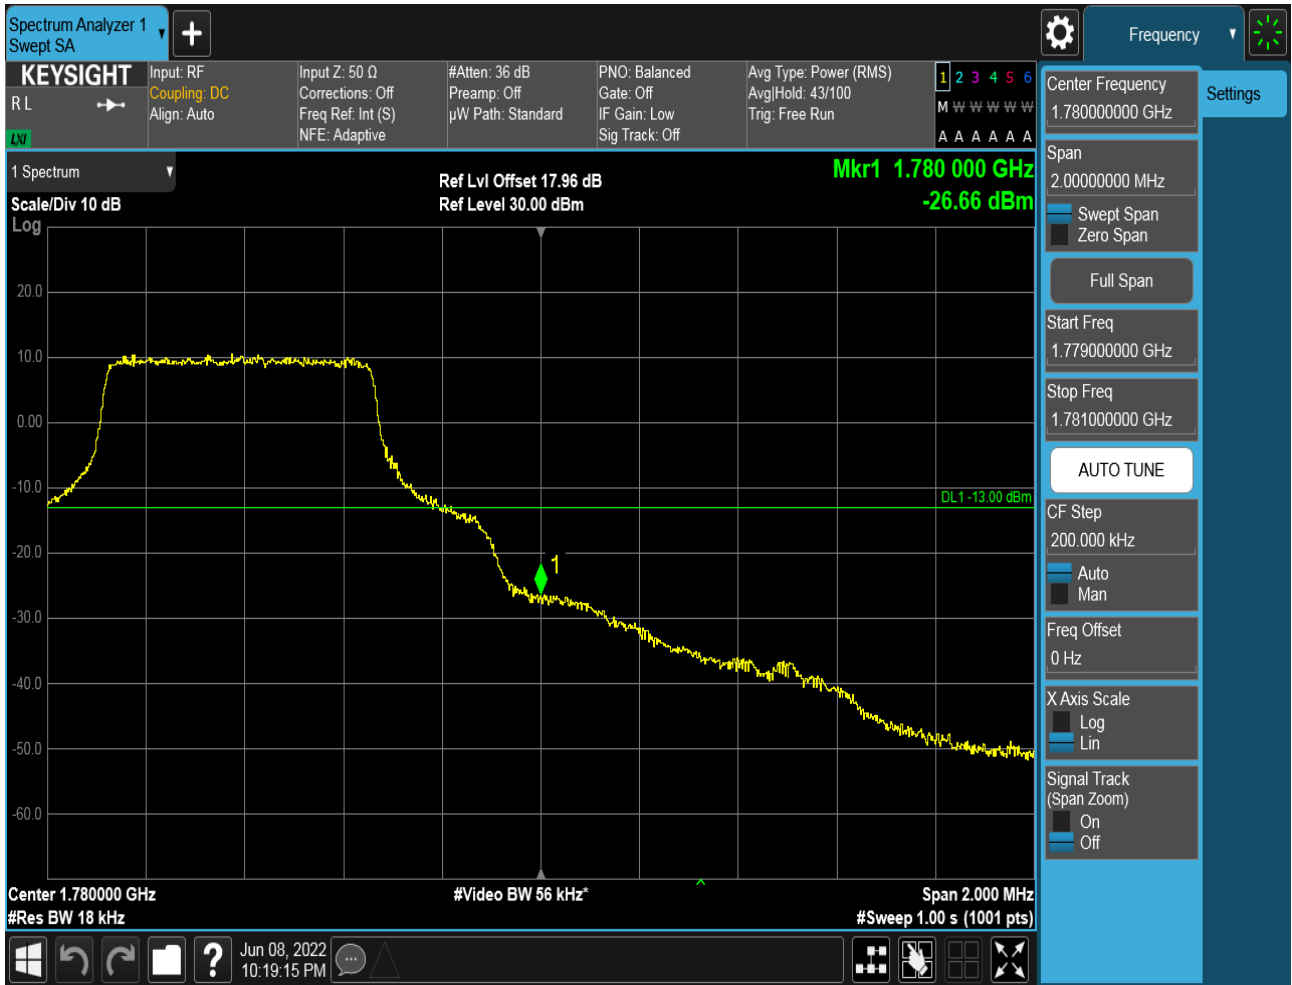 Spectrum Analyzer 1
Swept SA
Frequency
KEYSIGHT
R L
LXI
Input: RF
Coupling: DC
Align: Auto
Input Z: 50 Ω
Corrections: Off
Freq Ref: Int (S)
NFE: Adaptive
#Atten: 36 dB
Preamp: Off
µW Path: Standard
PNO: Balanced
Gate: Off
IF Gain: Low
Sig Track: Off
Avg Type: Power (RMS)
Avg|Hold: 43/100
Trig: Free Run
1 2 3 4 5 6
M W W W W W
A A A A A A
1 Spectrum
Scale/Div 10 dB
Log
Ref Lvl Offset 17.96 dB
Ref Level 30.00 dBm
Mkr1 1.780 000 GHz
-26.66 dBm
20.0
10.0
0.00
-10.0
-20.0
-30.0
-40.0
-50.0
-60.0
DL1 -13.00 dBm
1
Center 1.780000 GHz
#Res BW 18 kHz
#Video BW 56 kHz*
Span 2.000 MHz
#Sweep 1.00 s (1001 pts)
Center Frequency
1.780000000 GHz
Settings
Span
2.00000000 MHz
Swept Span
Zero Span
Full Span
Start Freq
1.779000000 GHz
Stop Freq
1.781000000 GHz
AUTO TUNE
CF Step
200.000 kHz
Auto
Man
Freq Offset
0 Hz
X Axis Scale
Log
Lin
Signal Track
(Span Zoom)
On
Off
?
Jun 08, 2022
10:19:15 PM